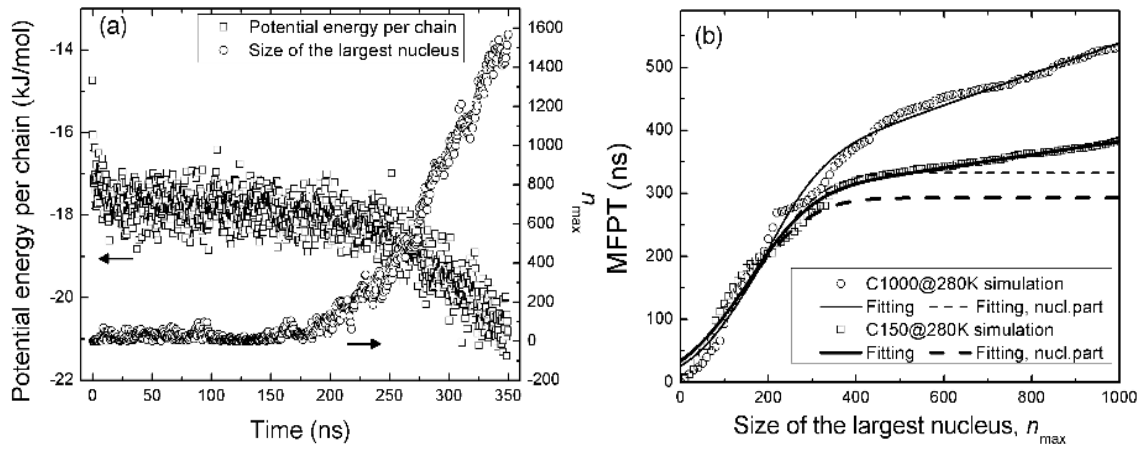 (a)
Potential energy per chain
Size of the largest nucleus
Potential energy per chain (kJ/mol)
-14
-16
-18
-20
-22
1600
1400
1200
1000
800
600
400
200
0
-200
n_max
0 50 100 150 200 250 300 350
Time (ns)
(b)
MFPT (ns)
500
400
300
200
100
0
C1000@280K simulation
Fitting Fitting, nucl.part
C150@280K simulation
Fitting Fitting, nucl.part
0 200 400 600 800 1000
Size of the largest nucleus, n_max